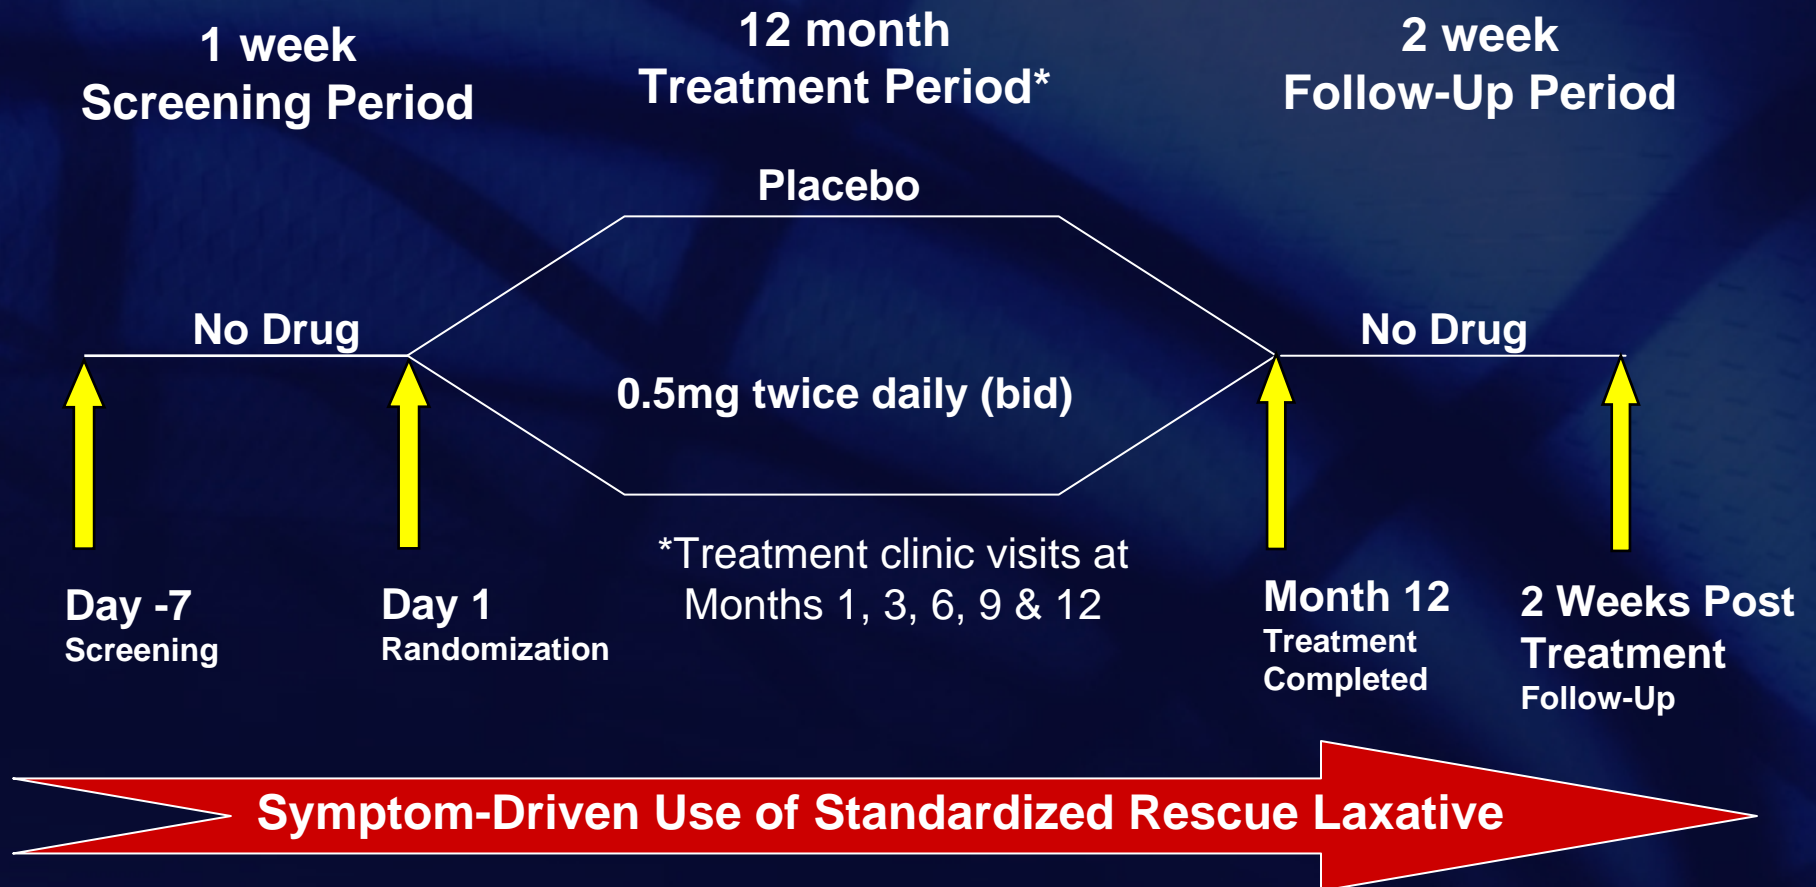 1 week
Screening Period
12 month
Treatment Period*
2 week
Follow-Up Period
Placebo
No Drug
No Drug
0.5mg twice daily (bid)
*Treatment clinic visits at
Months 1, 3, 6, 9 & 12
Day -7
Screening
Day 1
Randomization
Month 12
Treatment
Completed
2 Weeks Post
Treatment
Follow-Up
Symptom-Driven Use of Standardized Rescue Laxative